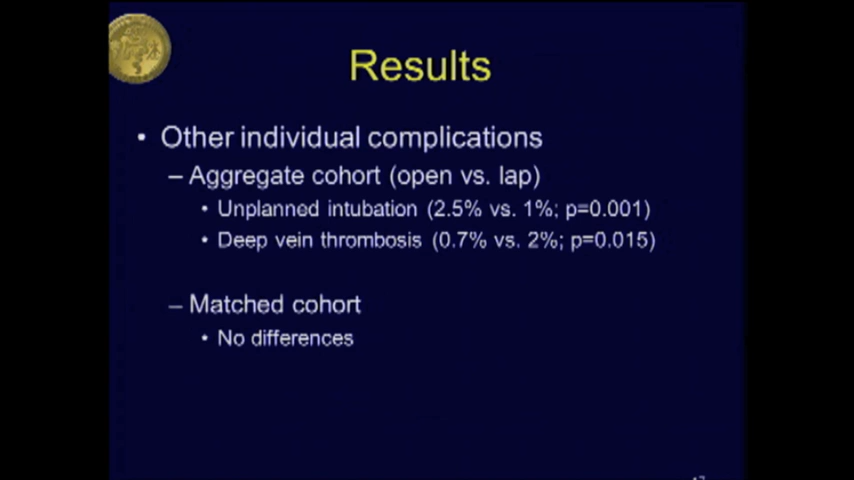 Results
• Other individual complications
– Aggregate cohort (open vs. lap)
• Unplanned intubation (2.5% vs. 1%; p=0.001)
• Deep vein thrombosis (0.7% vs. 2%; p=0.015)
– Matched cohort
• No differences